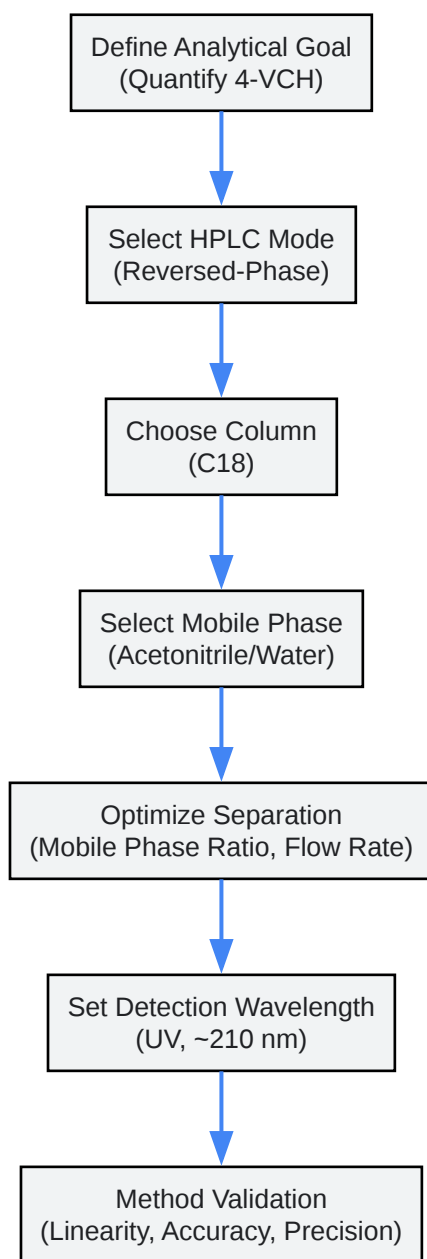 Define Analytical Goal
(Quantify 4-VCH)
Select HPLC Mode
(Reversed-Phase)
Choose Column
(C18)
Select Mobile Phase
(Acetonitrile/Water)
Optimize Separation
(Mobile Phase Ratio, Flow Rate)
Set Detection Wavelength
(UV, ~210 nm)
Method Validation
(Linearity, Accuracy, Precision)